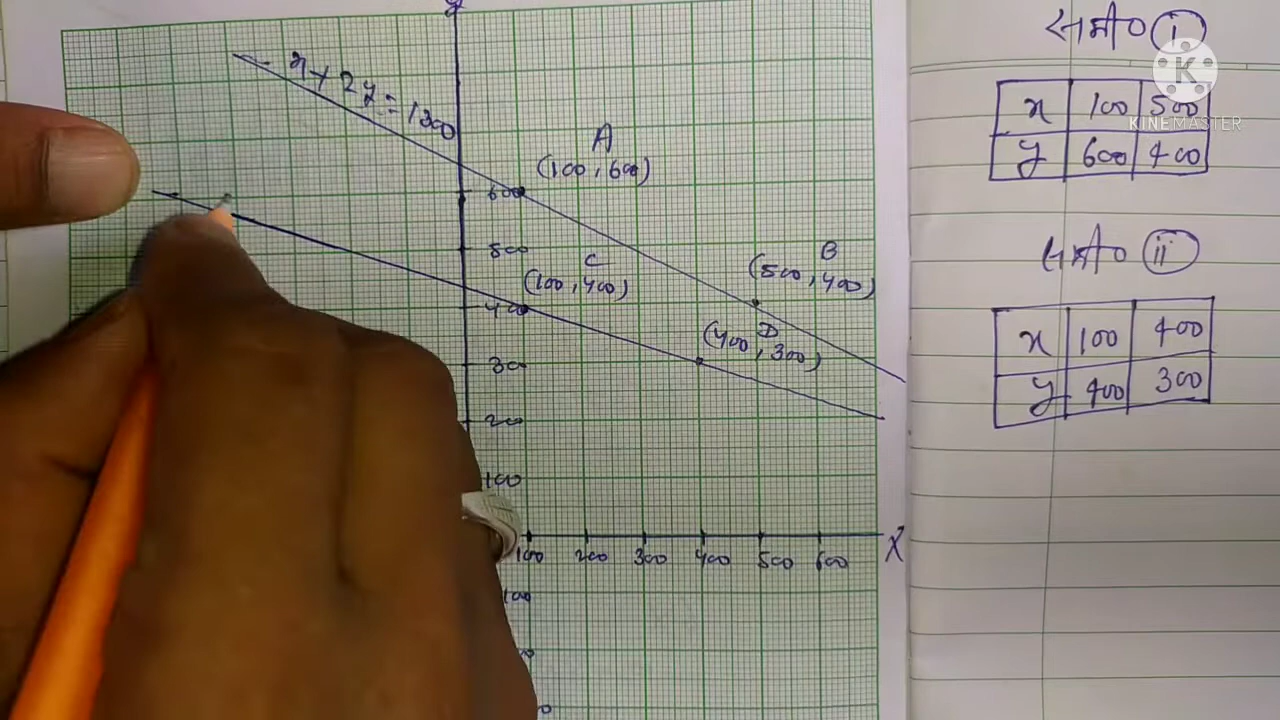 y
x + 2y = 1300
A
(100, 600)
600
500
B
(500, 400)
C
(100, 400)
400
D
(400, 300)
300
200
100
100 200 300 400 500 600
X
100
समी० i
x 100 500
y 600 400
समी० ii
x 100 400
y 400 300
K
KINEMASTER